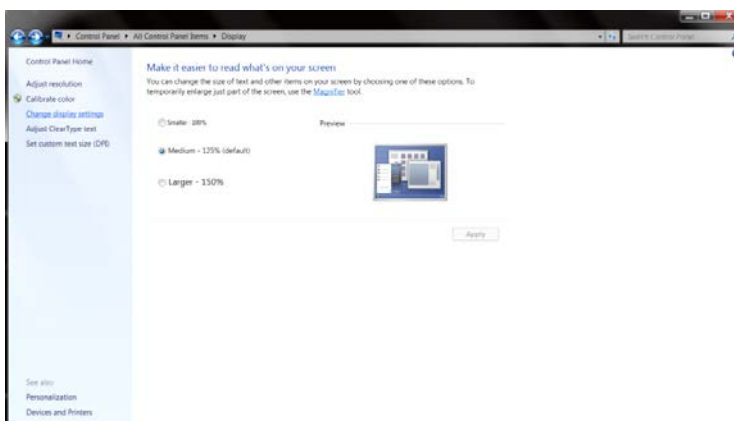 Control Panel ▸ All Control Panel Items ▸ Display
Search Control Panel
Control Panel Home
Adjust resolution
Calibrate color
Change display settings
Adjust ClearType text
Set custom text size (DPI)
See also
Personalization
Devices and Printers
Make it easier to read what's on your screen
You can change the size of text and other items on your screen by choosing one of these options. To
temporarily enlarge just part of the screen, use the Magnifier tool.
Smaller - 100%
Preview
Medium - 125% (default)
Larger - 150%
Apply